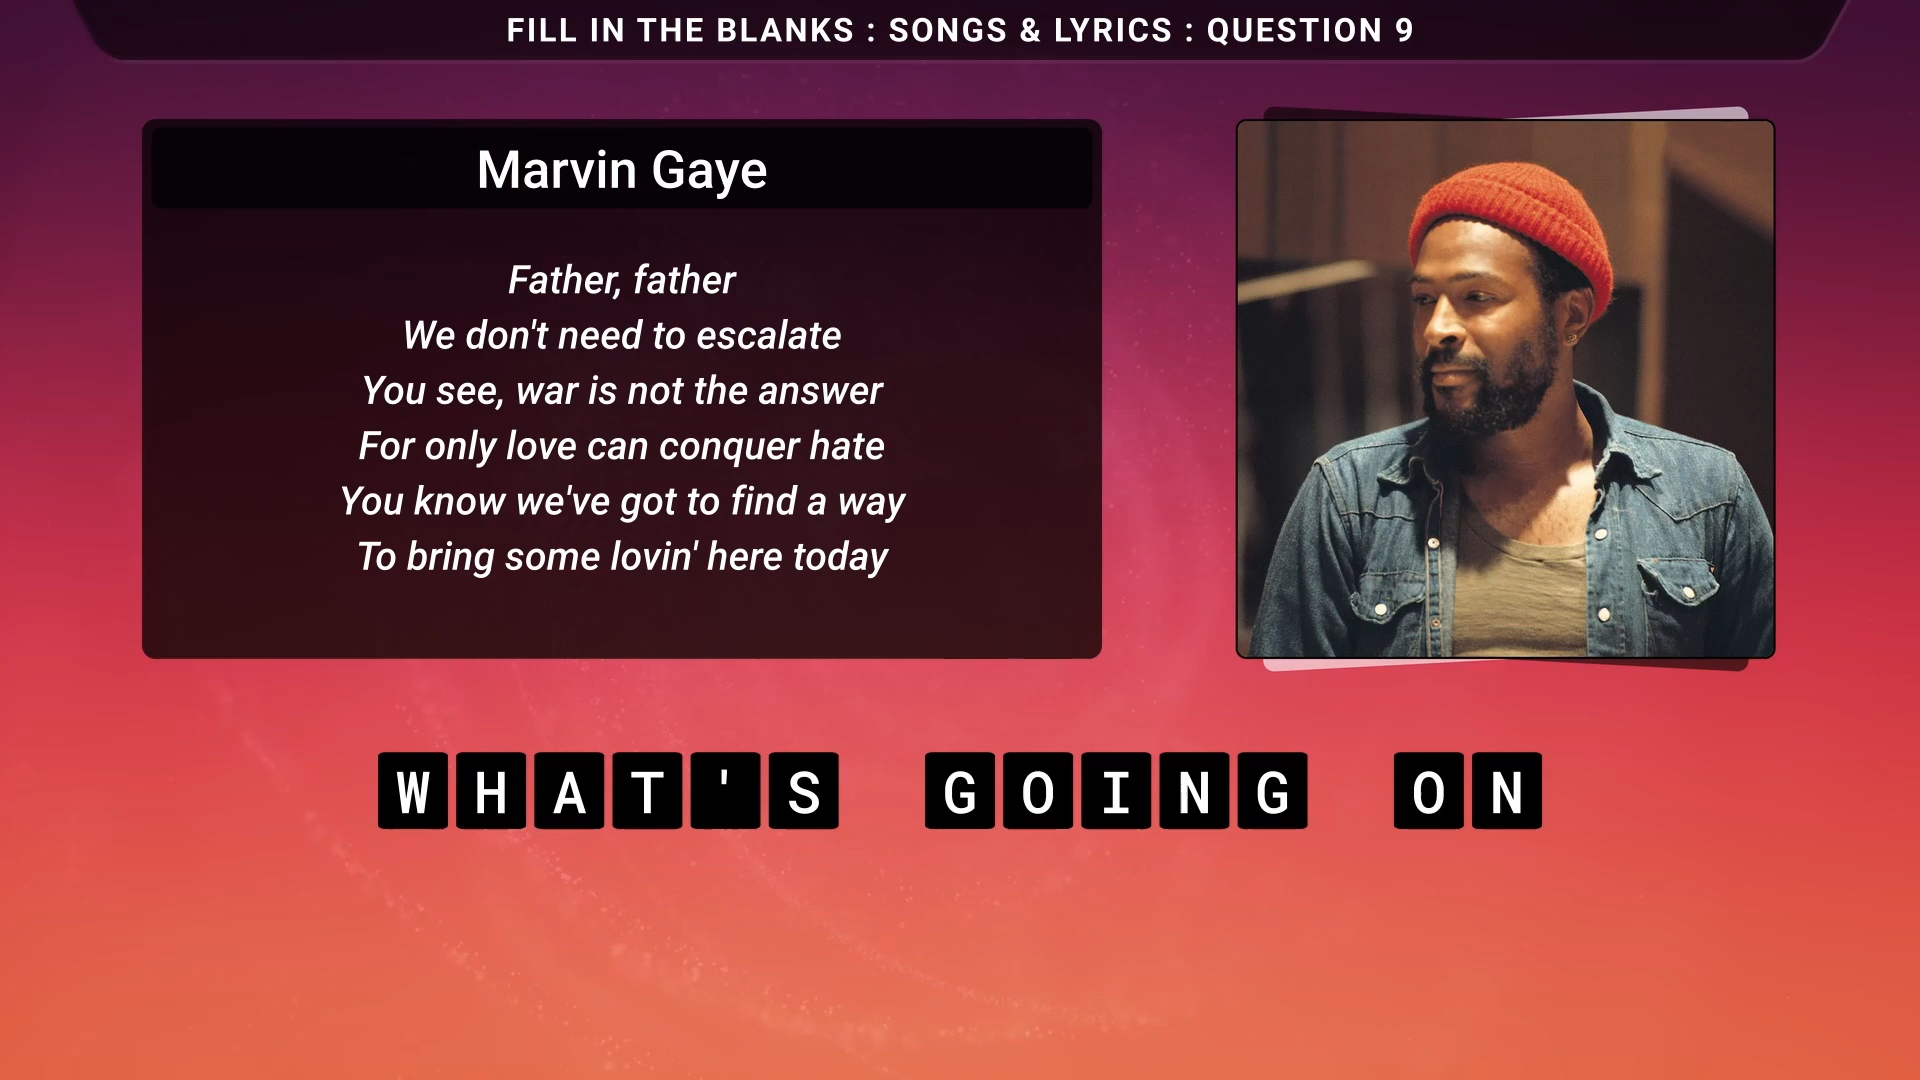 FILL IN THE BLANKS : SONGS & LYRICS : QUESTION 9
Marvin Gaye
Father, father
We don't need to escalate
You see, war is not the answer
For only love can conquer hate
You know we've got to find a way
To bring some lovin' here today
WHAT'S GOING ON